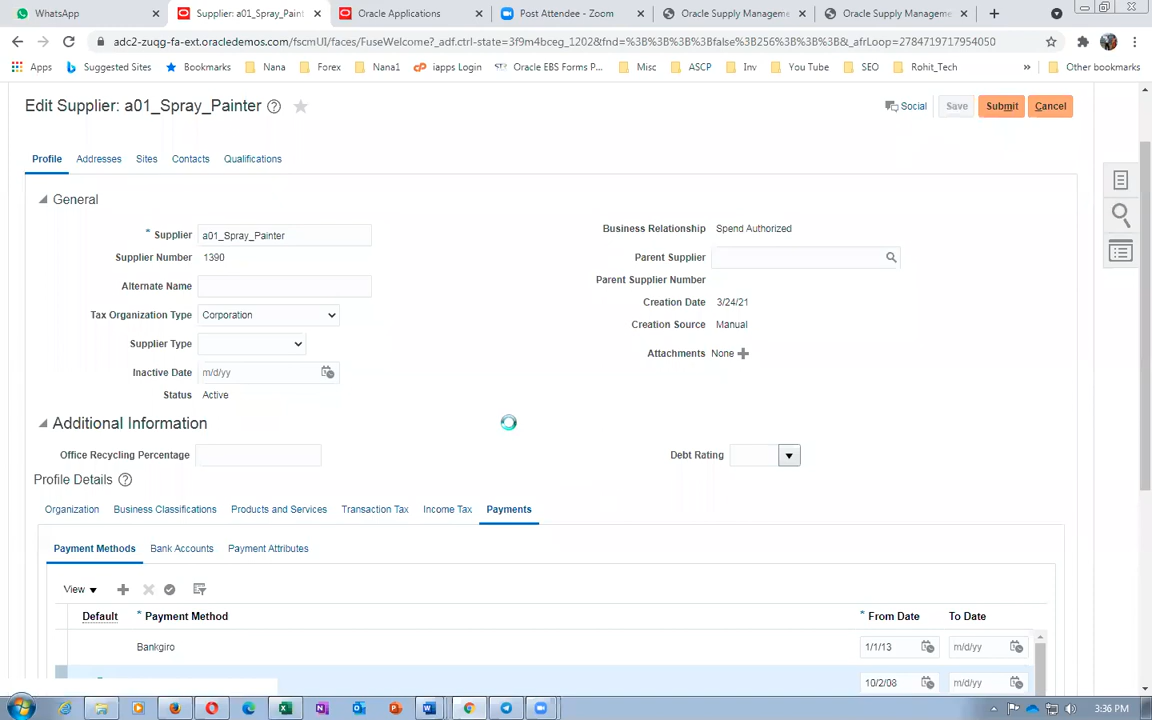 WhatsApp
Supplier: a01_Spray_Paint
Oracle Applications
Post Attendee - Zoom
Oracle Supply Manageme
Oracle Supply Manageme
adc2-zuqg-fa-ext.oracledemos.com/fscmUI/faces/FuseWelcome?_adf.ctrl-state=3f9m4bceg_1202&fnd=%3B%3B%3B%3Bfalse%3B256%3B%3B%3B&_afrLoop=2784719717954050
Apps
Suggested Sites
Bookmarks
Nana
Forex
Nana1
iapps Login
Oracle EBS Forms P...
Misc
ASCP
Inv
You Tube
SEO
Rohit_Tech
»
Other bookmarks
Edit Supplier: a01_Spray_Painter
Social
Save
Submit
Cancel
Profile
Addresses
Sites
Contacts
Qualifications
General
* Supplier a01_Spray_Painter
Business Relationship Spend Authorized
Supplier Number 1390
Parent Supplier
Alternate Name
Parent Supplier Number
Tax Organization Type Corporation
Creation Date 3/24/21
Supplier Type
Creation Source Manual
Inactive Date m/d/yy
Attachments None
Status Active
Additional Information
Office Recycling Percentage
Debt Rating
Profile Details
Organization
Business Classifications
Products and Services
Transaction Tax
Income Tax
Payments
Payment Methods
Bank Accounts
Payment Attributes
View
Default
* Payment Method
* From Date
To Date
Bankgiro
1/1/13
m/d/yy
10/2/08
m/d/yy
3:36 PM